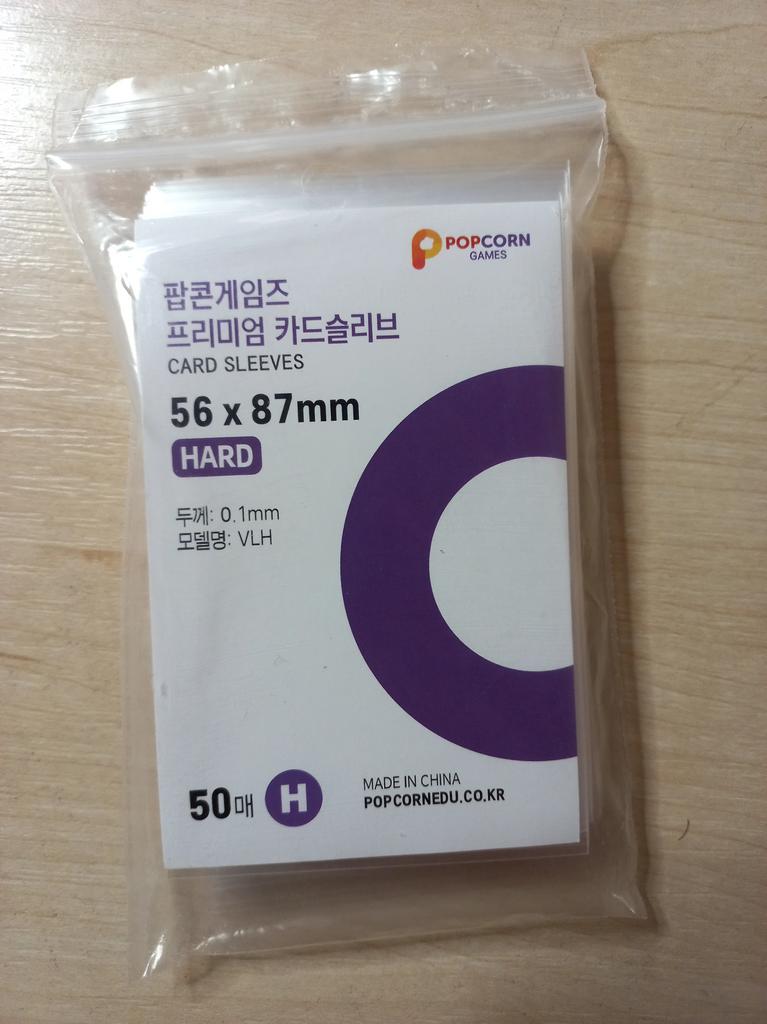 POPCORN
GAMES
팝콘게임즈
프리미엄 카드슬리브
CARD SLEEVES
56 x 87mm
HARD
두께: 0.1mm
모델명: VLH
50매
H
MADE IN CHINA
POPCORNEDU.CO.KR